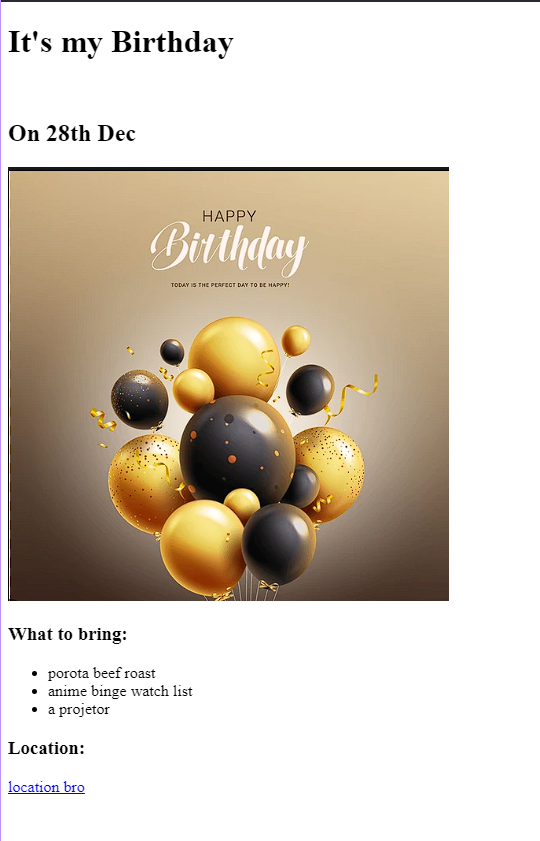 It's my Birthday
On 28th Dec
HAPPY
Birthday
TODAY IS THE PERFECT DAY TO BE HAPPY!
What to bring:
porota beef roast
anime binge watch list
a projetor
Location:
location bro